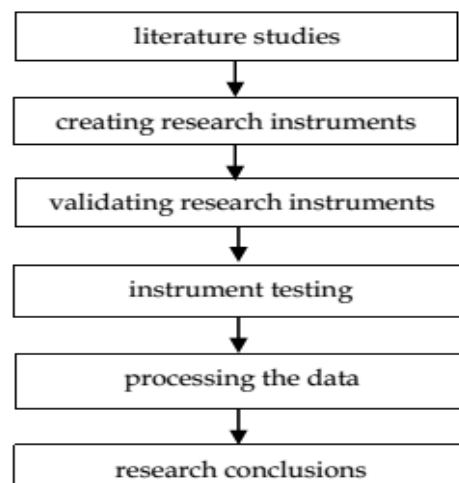 literature studies
creating research instruments
validating research instruments
instrument testing
processing the data
research conclusions